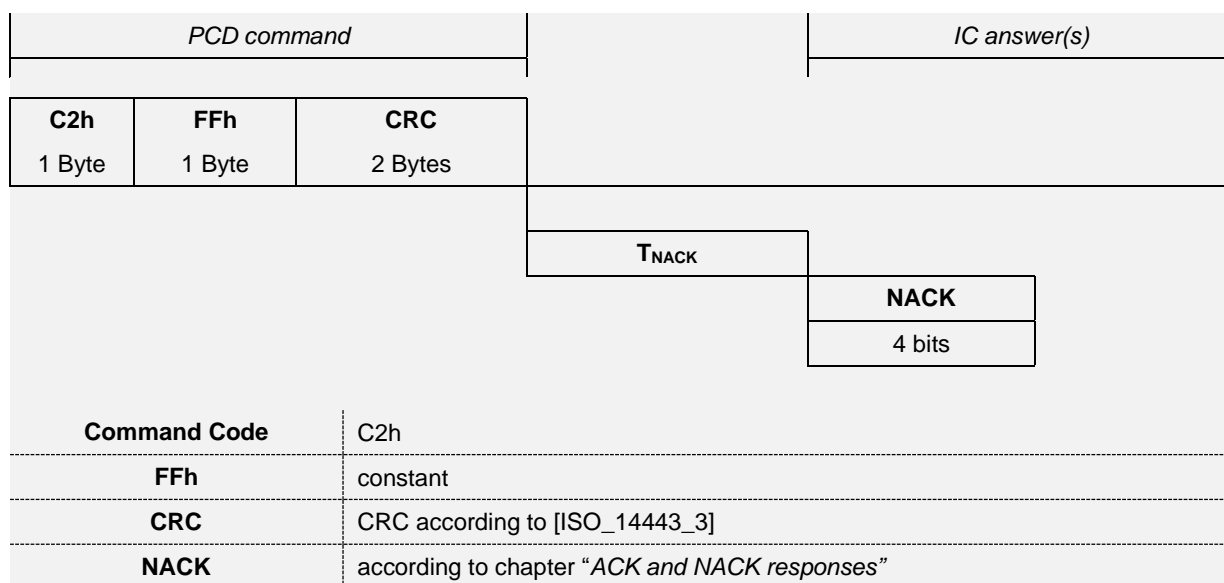 PCD command IC answer(s)
C2h FFh CRC
1 Byte 1 Byte 2 Bytes
TNACK
NACK
4 bits
Command Code C2h
FFh constant
CRC CRC according to [ISO_14443_3]
NACK according to chapter “ACK and NACK responses”